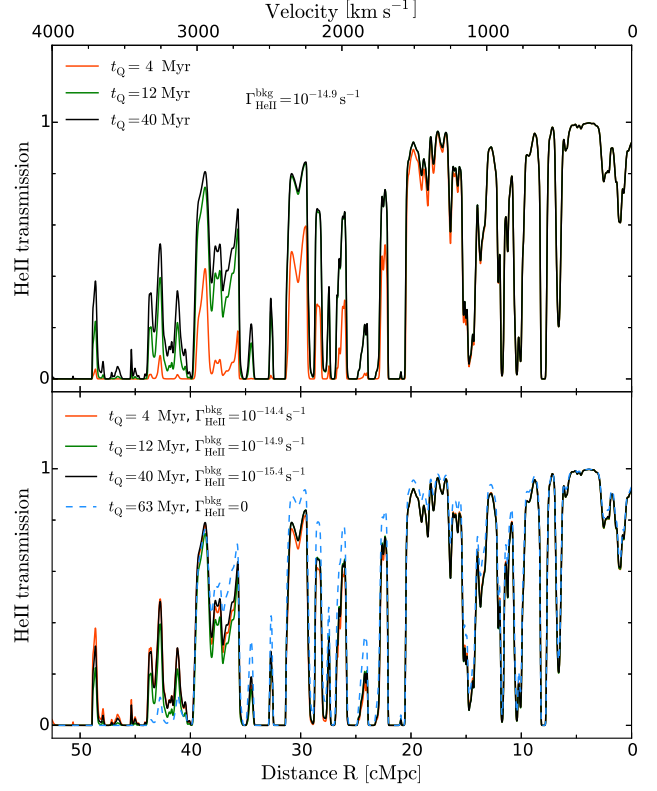 Velocity [km s⁻¹]
4000 3000 2000 1000 0
t_Q = 4 Myr
t_Q = 12 Myr
t_Q = 40 Myr
Γ^bkg_HeII = 10^−14.9 s⁻¹
1
HeII transmission
0
t_Q = 4 Myr, Γ^bkg_HeII = 10^−14.4 s⁻¹
t_Q = 12 Myr, Γ^bkg_HeII = 10^−14.9 s⁻¹
t_Q = 40 Myr, Γ^bkg_HeII = 10^−15.4 s⁻¹
t_Q = 63 Myr, Γ^bkg_HeII = 0
1
HeII transmission
0
50 40 30 20 10 0
Distance R [cMpc]